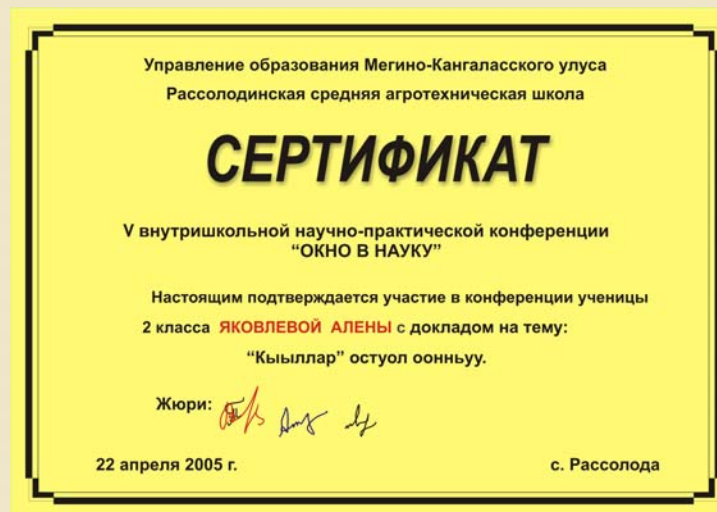 Управление образования Мегино-Кангаласского улуса
Рассолодинская средняя агротехническая школа
СЕРТИФИКАТ
V внутришкольной научно-практической конференции
“ОКНО В НАУКУ”
Настоящим подтверждается участие в конференции ученицы
2 класса ЯКОВЛЕВОЙ АЛЕНЫ с докладом на тему:
“Кыыллар” остуол оонньуу.
Жюри:
22 апреля 2005 г. с. Рассолода